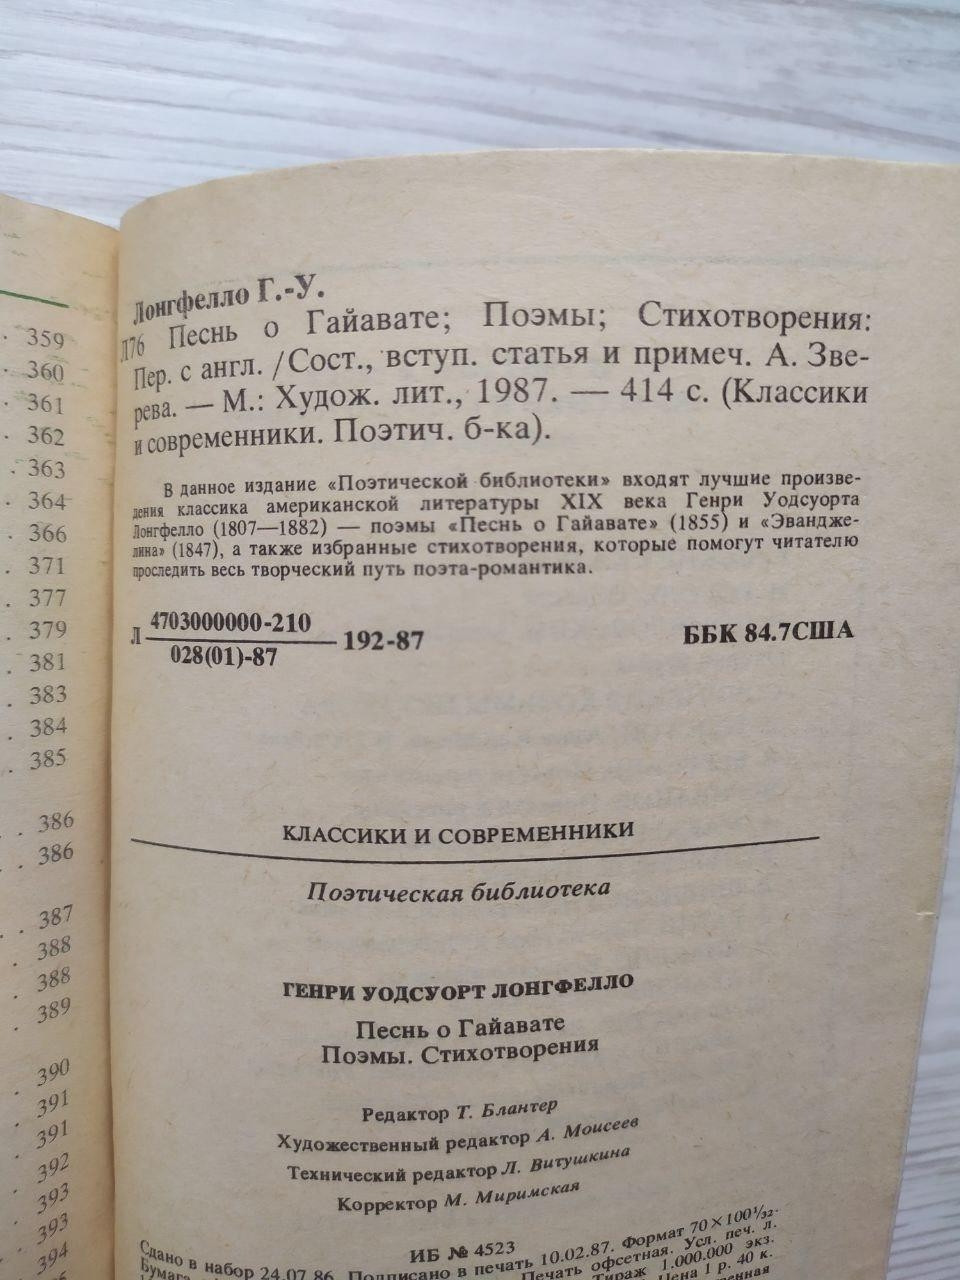 359
360
361
362
363
364
366
371
377
379
381
383
384
385
386
386
387
388
388
389
390
391
391
392
393
393
394
Лонгфелло Г.-У.
Л76 Песнь о Гайавате; Поэмы; Стихотворения:
Пер. с англ. /Сост., вступ. статья и примеч. А. Зве-
рева. — М.: Худож. лит., 1987. — 414 с. (Классики
и современники. Поэтич. б-ка).
В данное издание «Поэтической библиотеки» входят лучшие произве-
дения классика американской литературы XIX века Генри Уодсуорта
Лонгфелло (1807—1882) — поэмы «Песнь о Гайавате» (1855) и «Эвандже-
лина» (1847), а также избранные стихотворения, которые помогут читателю
проследить весь творческий путь поэта-романтика.
4703000000-210
Л 192-87 ББК 84.7США
028(01)-87
КЛАССИКИ И СОВРЕМЕННИКИ
Поэтическая библиотека
ГЕНРИ УОДСУОРТ ЛОНГФЕЛЛО
Песнь о Гайавате
Поэмы. Стихотворения
Редактор Т. Блантер
Художественный редактор А. Моисеев
Технический редактор Л. Витушкина
Корректор М. Миримская
ИБ № 4523
Сдано в набор 24.07.86. Подписано в печать 10.02.87. Формат 70×100 1/32.
Бумага Печать офсетная. Усл. печ. л.
Тираж 1.000.000 экз.
Цена 1 р. 40 к.